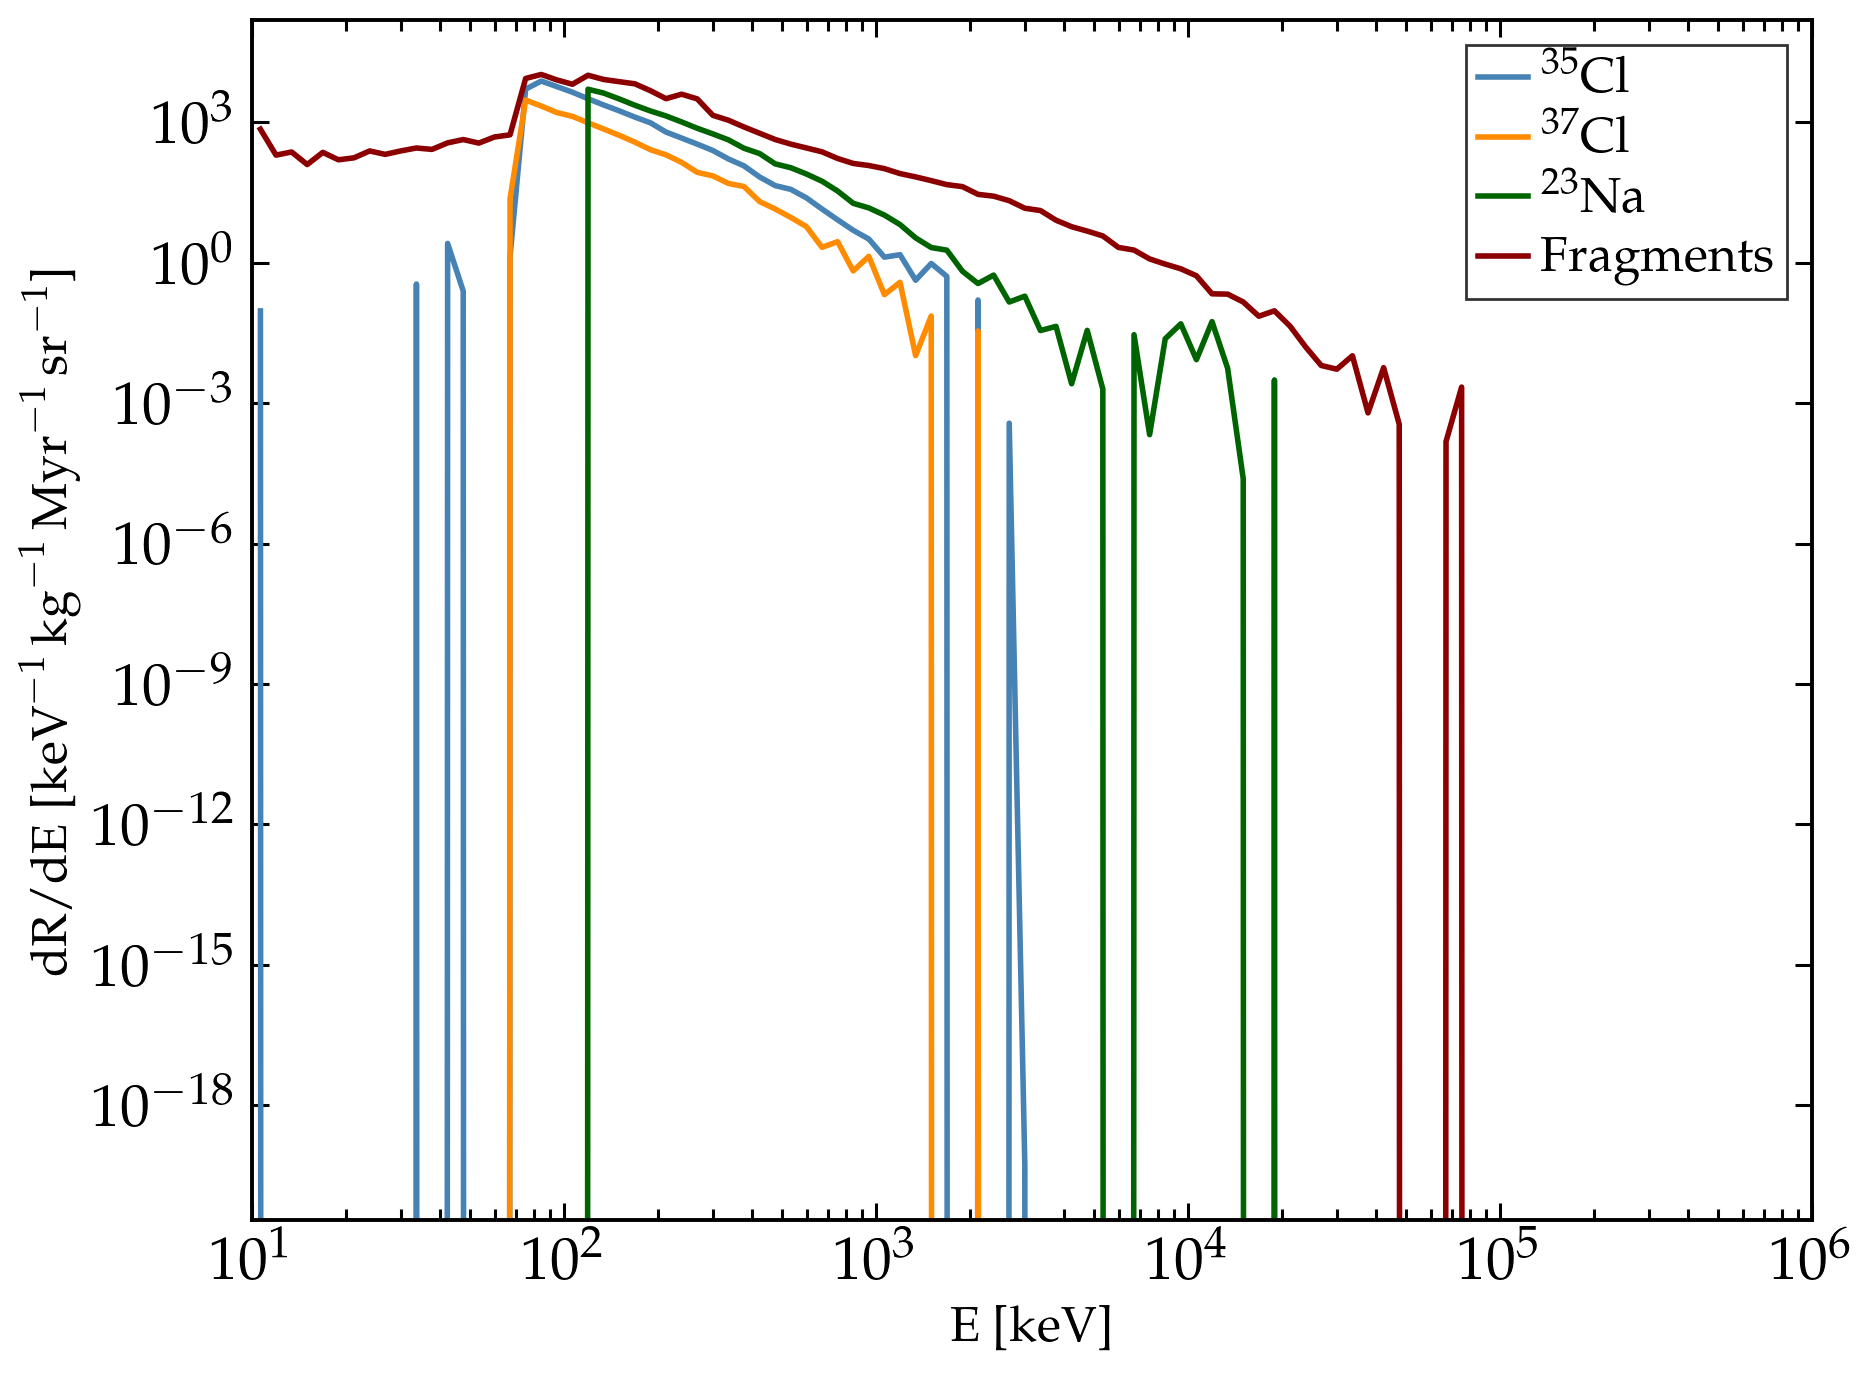 ³⁵Cl
³⁷Cl
²³Na
Fragments
dR/dE [keV⁻¹ kg⁻¹ Myr⁻¹ sr⁻¹]
10³
10⁰
10⁻³
10⁻⁶
10⁻⁹
10⁻¹²
10⁻¹⁵
10⁻¹⁸
10¹ 10² 10³ 10⁴ 10⁵ 10⁶
E [keV]